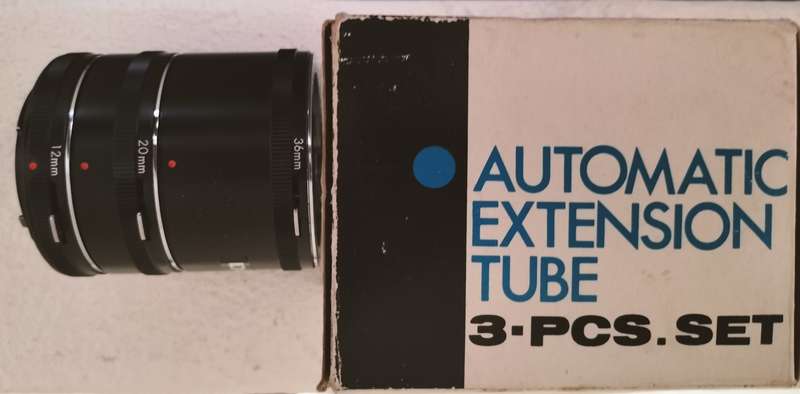 12mm
20mm
36mm
AUTOMATIC
EXTENSION
TUBE
3-PCS.SET